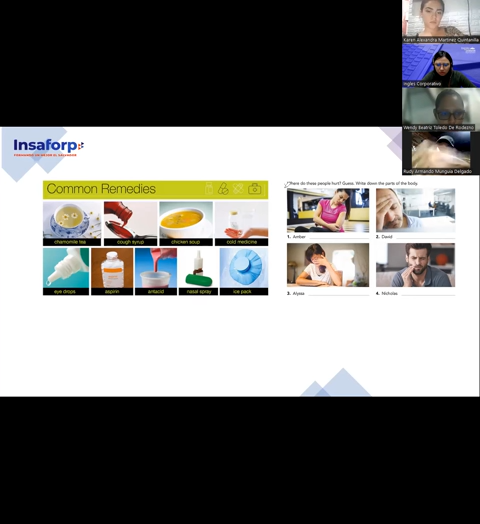 Karen Alejandra Martinez Quintanilla
Ingles Corporativo
Wendy Beatriz Toledo De Rodezno
Rudy Armando Munguia Delgado
Insaforp
Common Remedies
chamomile tea
cough syrup
chicken soup
cold medicine
eye drops
aspirin
antacid
nasal spray
ice pack
here do these people hurt? Guess. Write down the parts of the body.
1. Amber
2. David
3. Alyssa
4. Nicholas